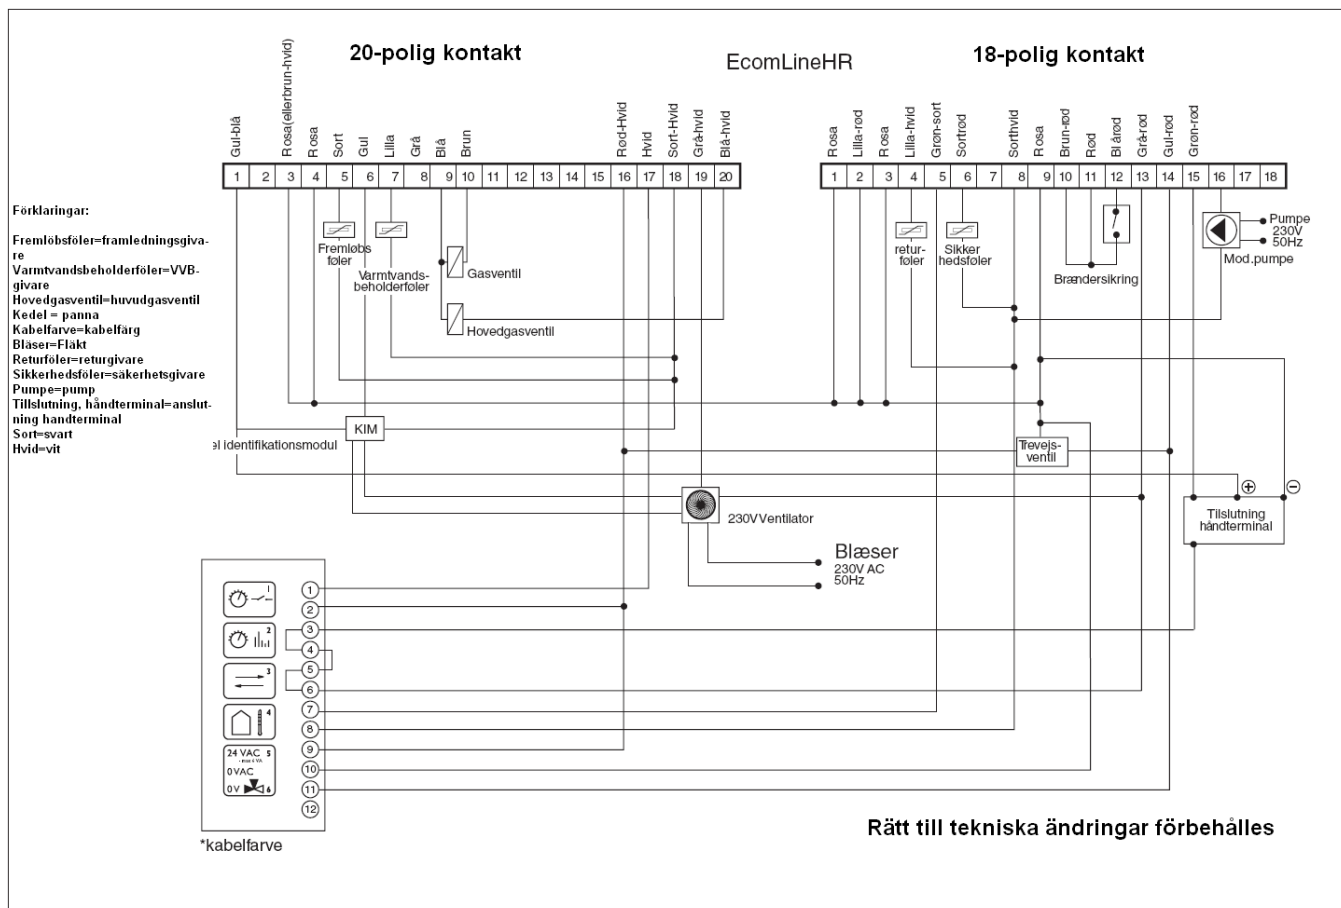 20-polig kontakt
EcomLineHR
18-polig kontakt
Gul-blå
Rosa(ellerbrun-hvid)
Rosa
Sort
Gul
Lilla
Grå
Blå
Brun
Rød-Hvid
Hvid
Sort-Hvid
Grå-hvid
Blå-hvid
Rosa
Lilla-rød
Rosa
Lilla-hvid
Grøn-sort
Sortrød
Sorthvid
Rosa
Brun-rød
Rød
Blårød
Grå-rød
Gul-rød
Grøn-rød
1 2 3 4 5 6 7 8 9 10 11 12 13 14 15 16 17 18 19 20
1 2 3 4 5 6 7 8 9 10 11 12 13 14 15 16 17 18
Förklaringar:
Fremlöbsföler=framledningsgiva-
re
Varmtvandsbeholderföler=VVB-
givare
Hovedgasventil=huvudgasventil
Kedel = panna
Kabelfarve=kabelfärg
Bläser=Fläkt
Returföler=returgivare
Sikkerhedsföler=säkerhetsgivare
Pumpe=pump
Tillslutning, håndterminal=anslut-
ning handterminal
Sort=svart
Hvid=vit
Fremløbs
føler
Varmtvands-
beholderføler
Gasventil
Hovedgasventil
retur-
føler
Sikker
hedsføler
Brændersikring
Pumpe
230V
50Hz
Mod.pumpe
KIM
el identifikationsmodul
Trevejs-
ventil
230V Ventilator
+
−
Tilslutning
håndterminal
Blæser
230V AC
50Hz
1
2
3
4
24 VAC 5
0VAC
0V 6
1
2
3
4
5
6
7
8
9
10
11
12
*kabelfarve
Rätt till tekniska ändringar förbehålles